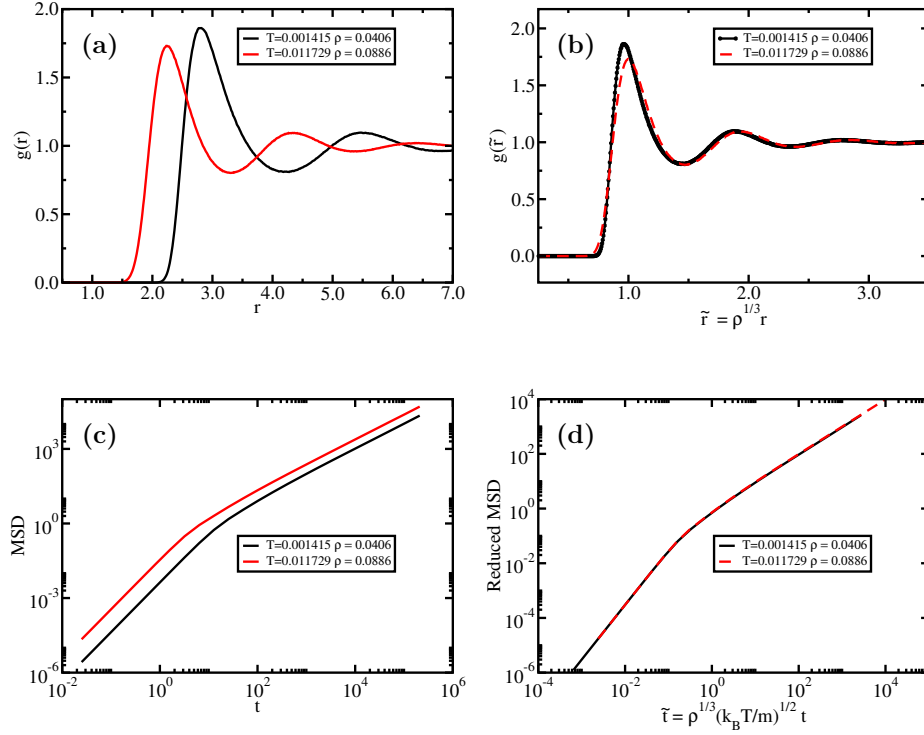 (a)
T=0.001415 ρ = 0.0406
T=0.011729 ρ = 0.0886
g(r)
2.0
1.5
1.0
0.5
0.0
1.0 2.0 3.0 4.0 5.0 6.0 7.0
r
(b)
T=0.001415 ρ = 0.0406
T=0.011729 ρ = 0.0886
g(r̃)
2.0
1.5
1.0
0.5
0.0
1.0 2.0 3.0
r̃ = ρ^{1/3} r
(c)
T=0.001415 ρ = 0.0406
T=0.011729 ρ = 0.0886
MSD
10^3
10^0
10^{-3}
10^{-6}
10^{-2} 10^0 10^2 10^4 10^6
t
(d)
T=0.001415 ρ = 0.0406
T=0.011729 ρ = 0.0886
Reduced MSD
10^4
10^2
10^0
10^{-2}
10^{-4}
10^{-6}
10^{-4} 10^{-2} 10^0 10^2 10^4
t̃ = ρ^{1/3}(k_BT/m)^{1/2} t